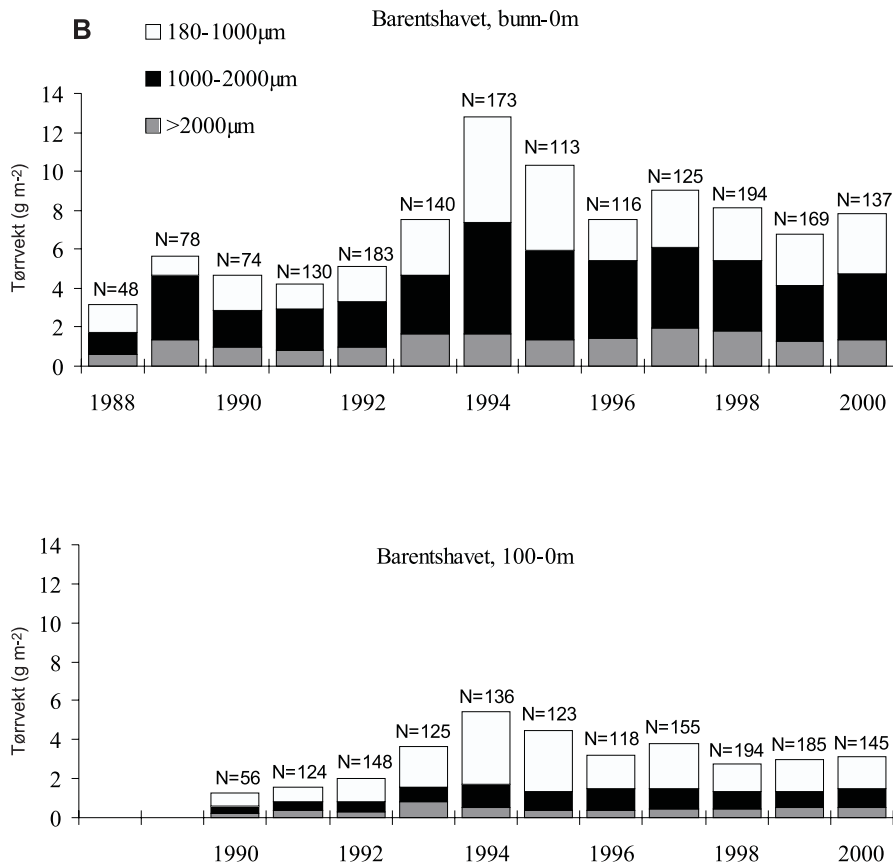 B
180-1000µm
Barentshavet, bunn-0m
1000-2000µm
>2000µm
Tørrvekt (g m-2)
14
12
10
8
6
4
2
0
N=48
N=78
N=74
N=130
N=183
N=140
N=173
N=113
N=116
N=125
N=194
N=169
N=137
1988 1990 1992 1994 1996 1998 2000
Barentshavet, 100-0m
Tørrvekt (g m-2)
14
12
10
8
6
4
2
0
N=56
N=124
N=148
N=125
N=136
N=123
N=118
N=155
N=194
N=185
N=145
1990 1992 1994 1996 1998 2000